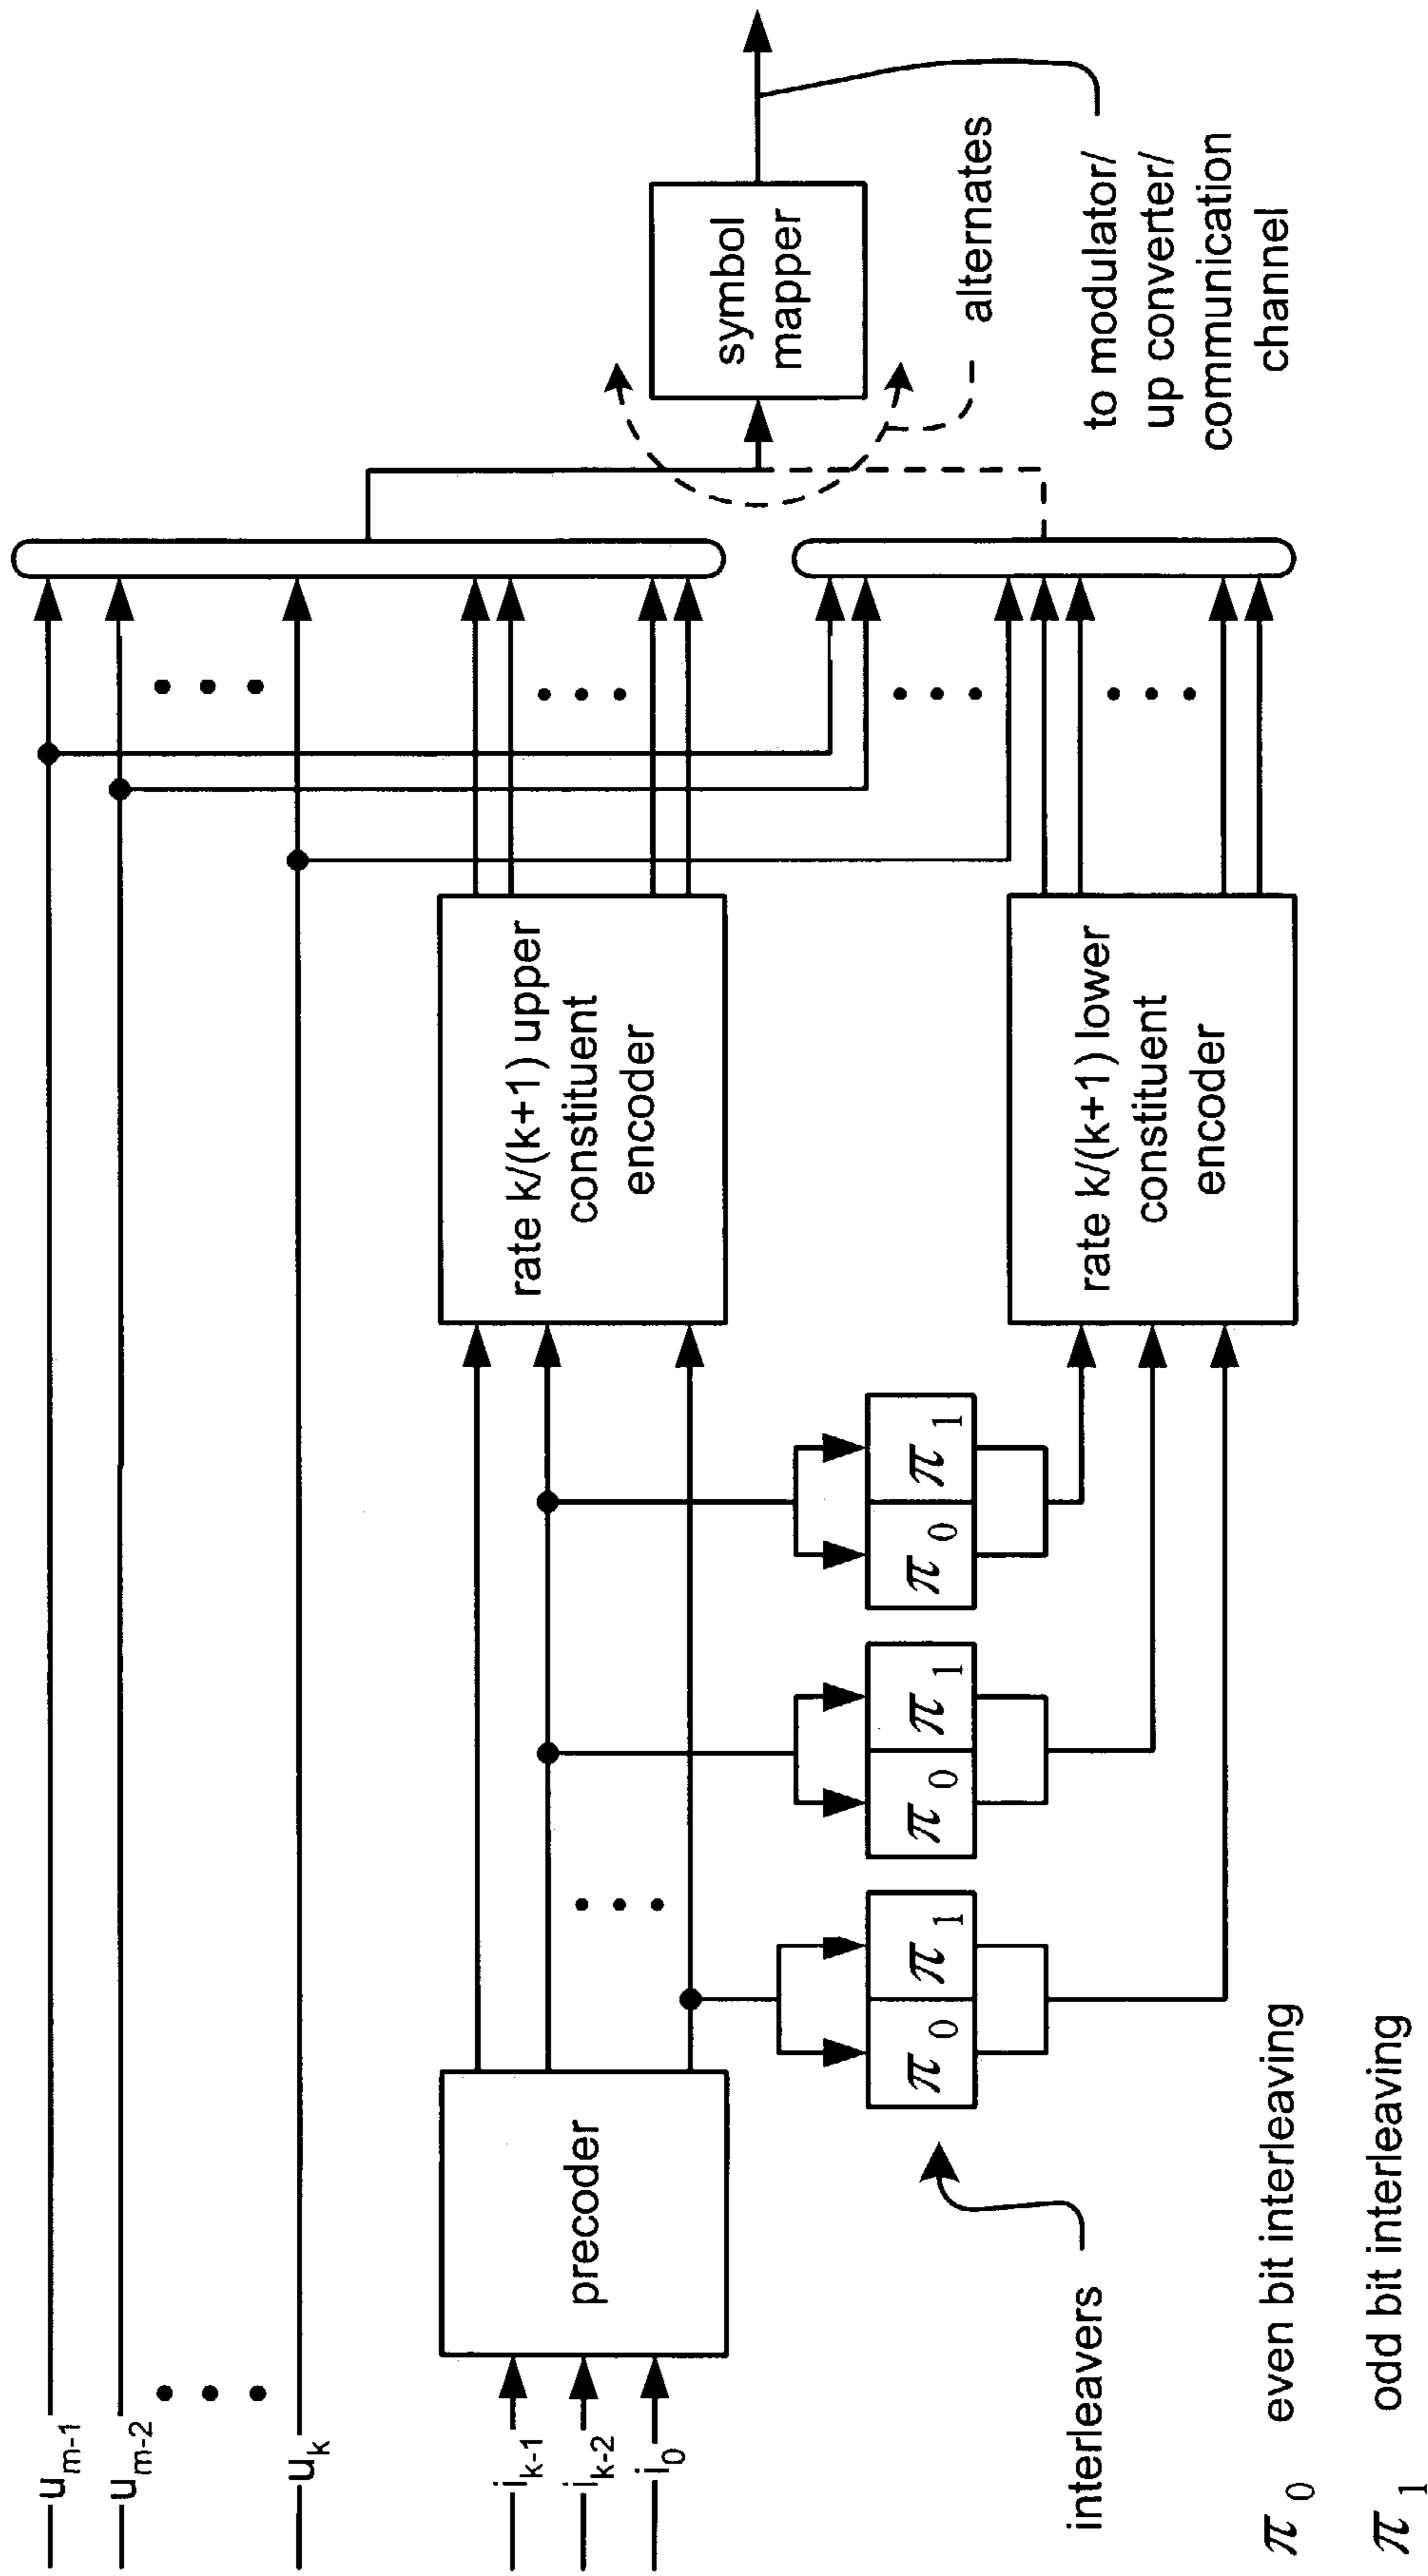 u_{m-1}
u_{m-2}
u_k
i_{k-1}
i_{k-2}
i_0
precoder
rate k/(k+1) upper
constituent
encoder
symbol
mapper
alternates
to modulator/
up converter/
communication
channel
π_0 π_1
π_0 π_1
π_0 π_1
rate k/(k+1) lower
constituent
encoder
interleavers
π_0 even bit interleaving
π_1 odd bit interleaving